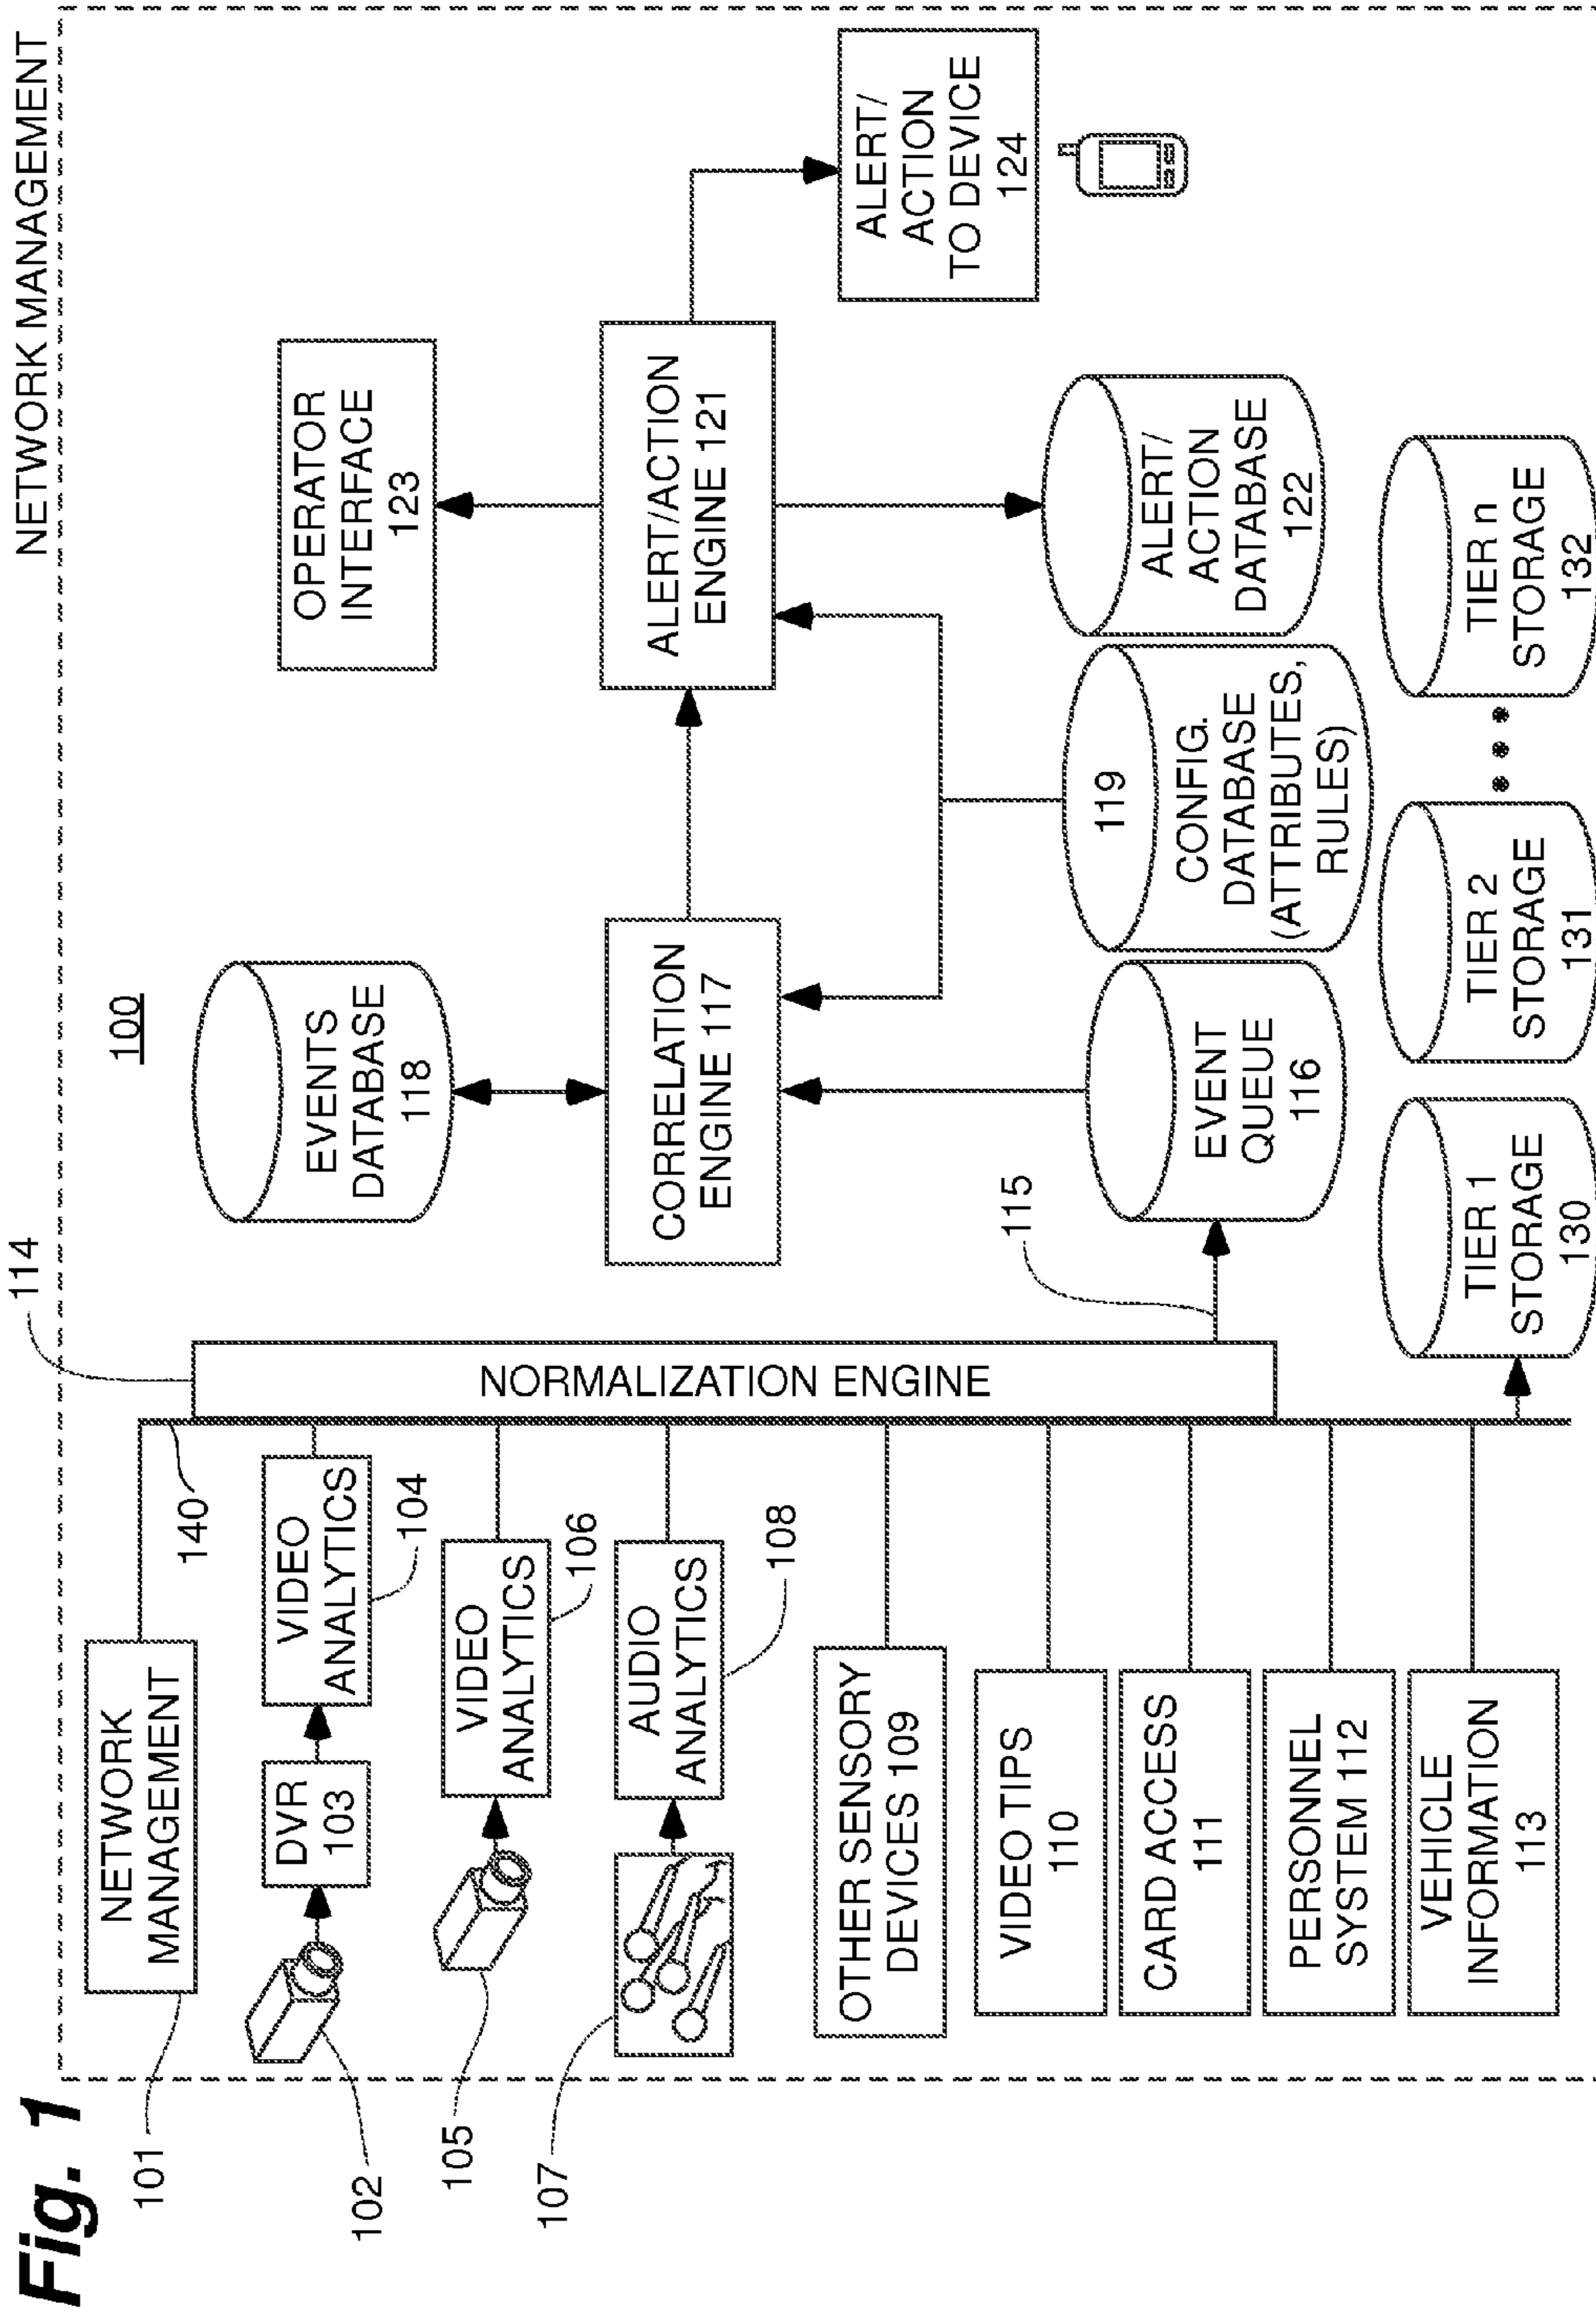 Fig. 1
NETWORK MANAGEMENT
100
114
101
NETWORK
MANAGEMENT
140
102
DVR
103
VIDEO
ANALYTICS
104
105
VIDEO
ANALYTICS
106
107
AUDIO
ANALYTICS
108
OTHER SENSORY
DEVICES 109
VIDEO TIPS
110
CARD ACCESS
111
PERSONNEL
SYSTEM 112
VEHICLE
INFORMATION
113
NORMALIZATION ENGINE
115
EVENTS
DATABASE
118
CORRELATION
ENGINE 117
EVENT
QUEUE
116
OPERATOR
INTERFACE
123
ALERT/ACTION
ENGINE 121
119
CONFIG.
DATABASE
(ATTRIBUTES,
RULES)
ALERT/
ACTION
DATABASE
122
ALERT/
ACTION
TO DEVICE
124
TIER 1
STORAGE
130
TIER 2
STORAGE
131
TIER n
STORAGE
132